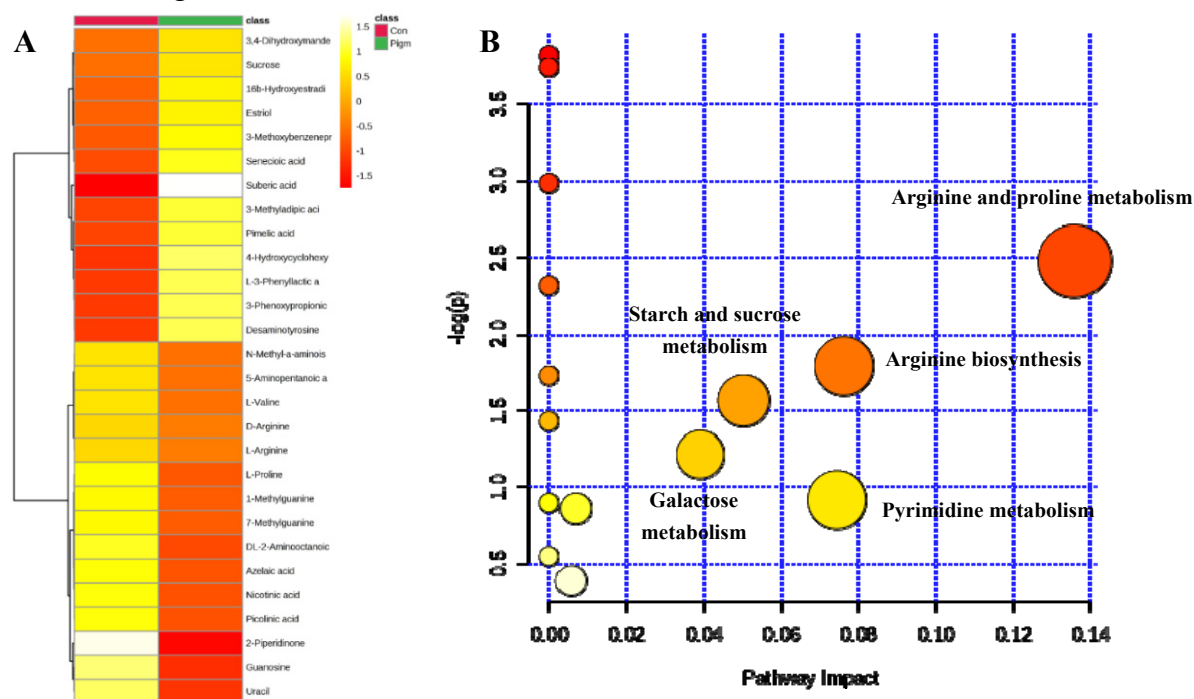 A
class
class
Con
Pigm
1.5
1
0.5
0
-0.5
-1
-1.5
3,4-Dihydroxymande
Sucrose
16b-Hydroxyestradi
Estriol
3-Methoxybenzenepr
Senecioic acid
Suberic acid
3-Methyladipic aci
Pimelic acid
4-Hydroxycyclohexy
L-3-Phenyllactic a
3-Phenoxypropionic
Desaminotyrosine
N-Methyl-a-aminois
5-Aminopentanoic a
L-Valine
D-Arginine
L-Arginine
L-Proline
1-Methylguanine
7-Methylguanine
DL-2-Aminooctanoic
Azelaic acid
Nicotinic acid
Picolinic acid
2-Piperidinone
Guanosine
Uracil
B
-log(p)
3.5
3.0
2.5
2.0
1.5
1.0
0.5
Arginine and proline metabolism
Starch and sucrose
metabolism
Arginine biosynthesis
Galactose
metabolism
Pyrimidine metabolism
0.00
0.02
0.04
0.06
0.08
0.10
0.12
0.14
Pathway Impact